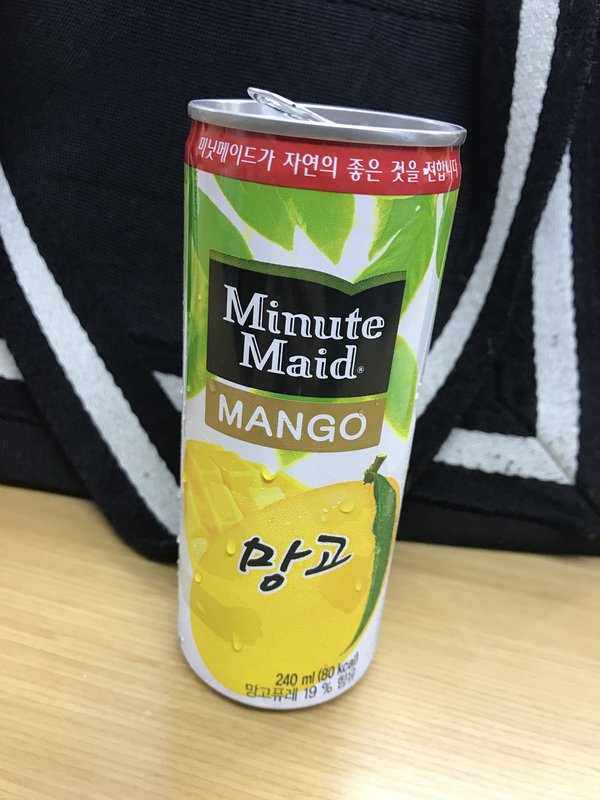 미닛메이드가 자연의 좋은 것을 전합니다
Minute
Maid®
MANGO
망고
240 ml (80 kcal)
망고퓨레 19 % 함유